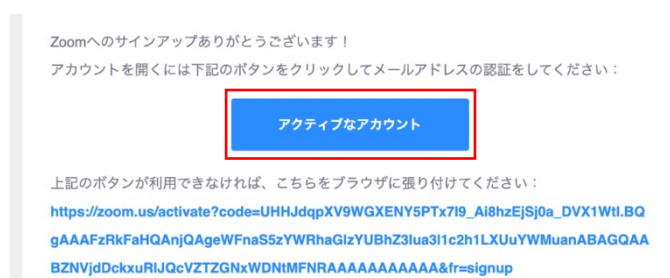 Zoomへのサインアップありがとうございます！
アカウントを開くには下記のボタンをクリックしてメールアドレスの認証をしてください：
アクティブなアカウント
上記のボタンが利用できなければ、こちらをブラウザに張り付けてください：
https://zoom.us/activate?code=UHHJdqpXV9WGXENY5PTx7I9_Ai8hzEjSj0a_DVX1WtI.BQ
gAAAFzRkFaHQAnjQAgeWFnaS5zYWRhaGlzYUBhZ3Iua3I1c2h1LXUuYWMuanABAGQAA
BZNVjdDckxuRlJQcVZTZGNxWDNtMFNRAAAAAAAAAAA&fr=signup